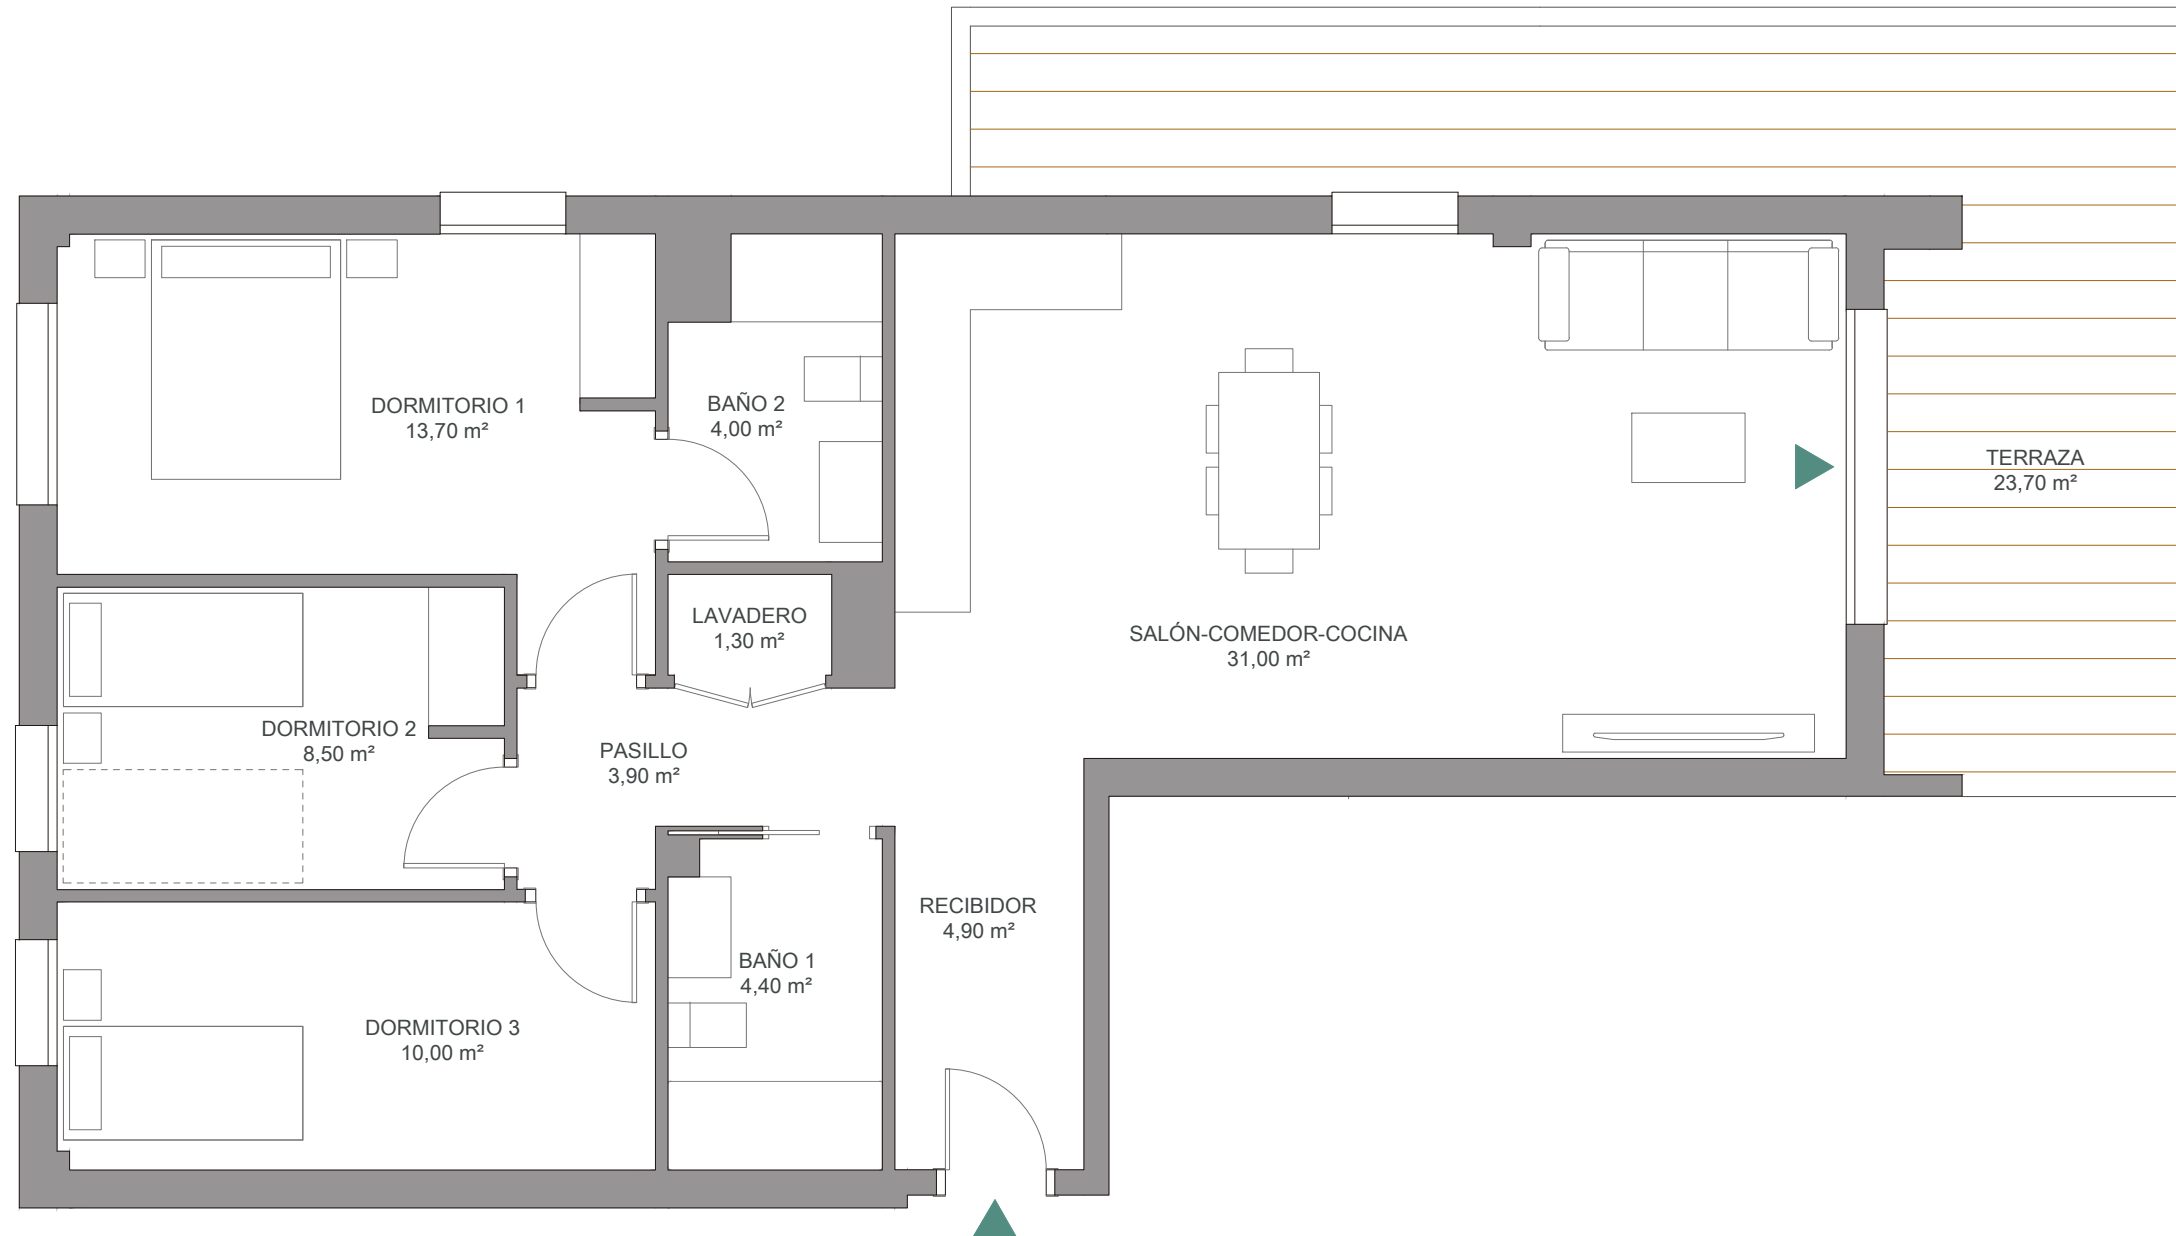 DORMITORIO 1
13,70 m²
BAÑO 2
4,00 m²
TERRAZA
23,70 m²
LAVADERO
1,30 m²
SALÓN-COMEDOR-COCINA
31,00 m²
DORMITORIO 2
8,50 m²
PASILLO
3,90 m²
RECIBIDOR
4,90 m²
BAÑO 1
4,40 m²
DORMITORIO 3
10,00 m²